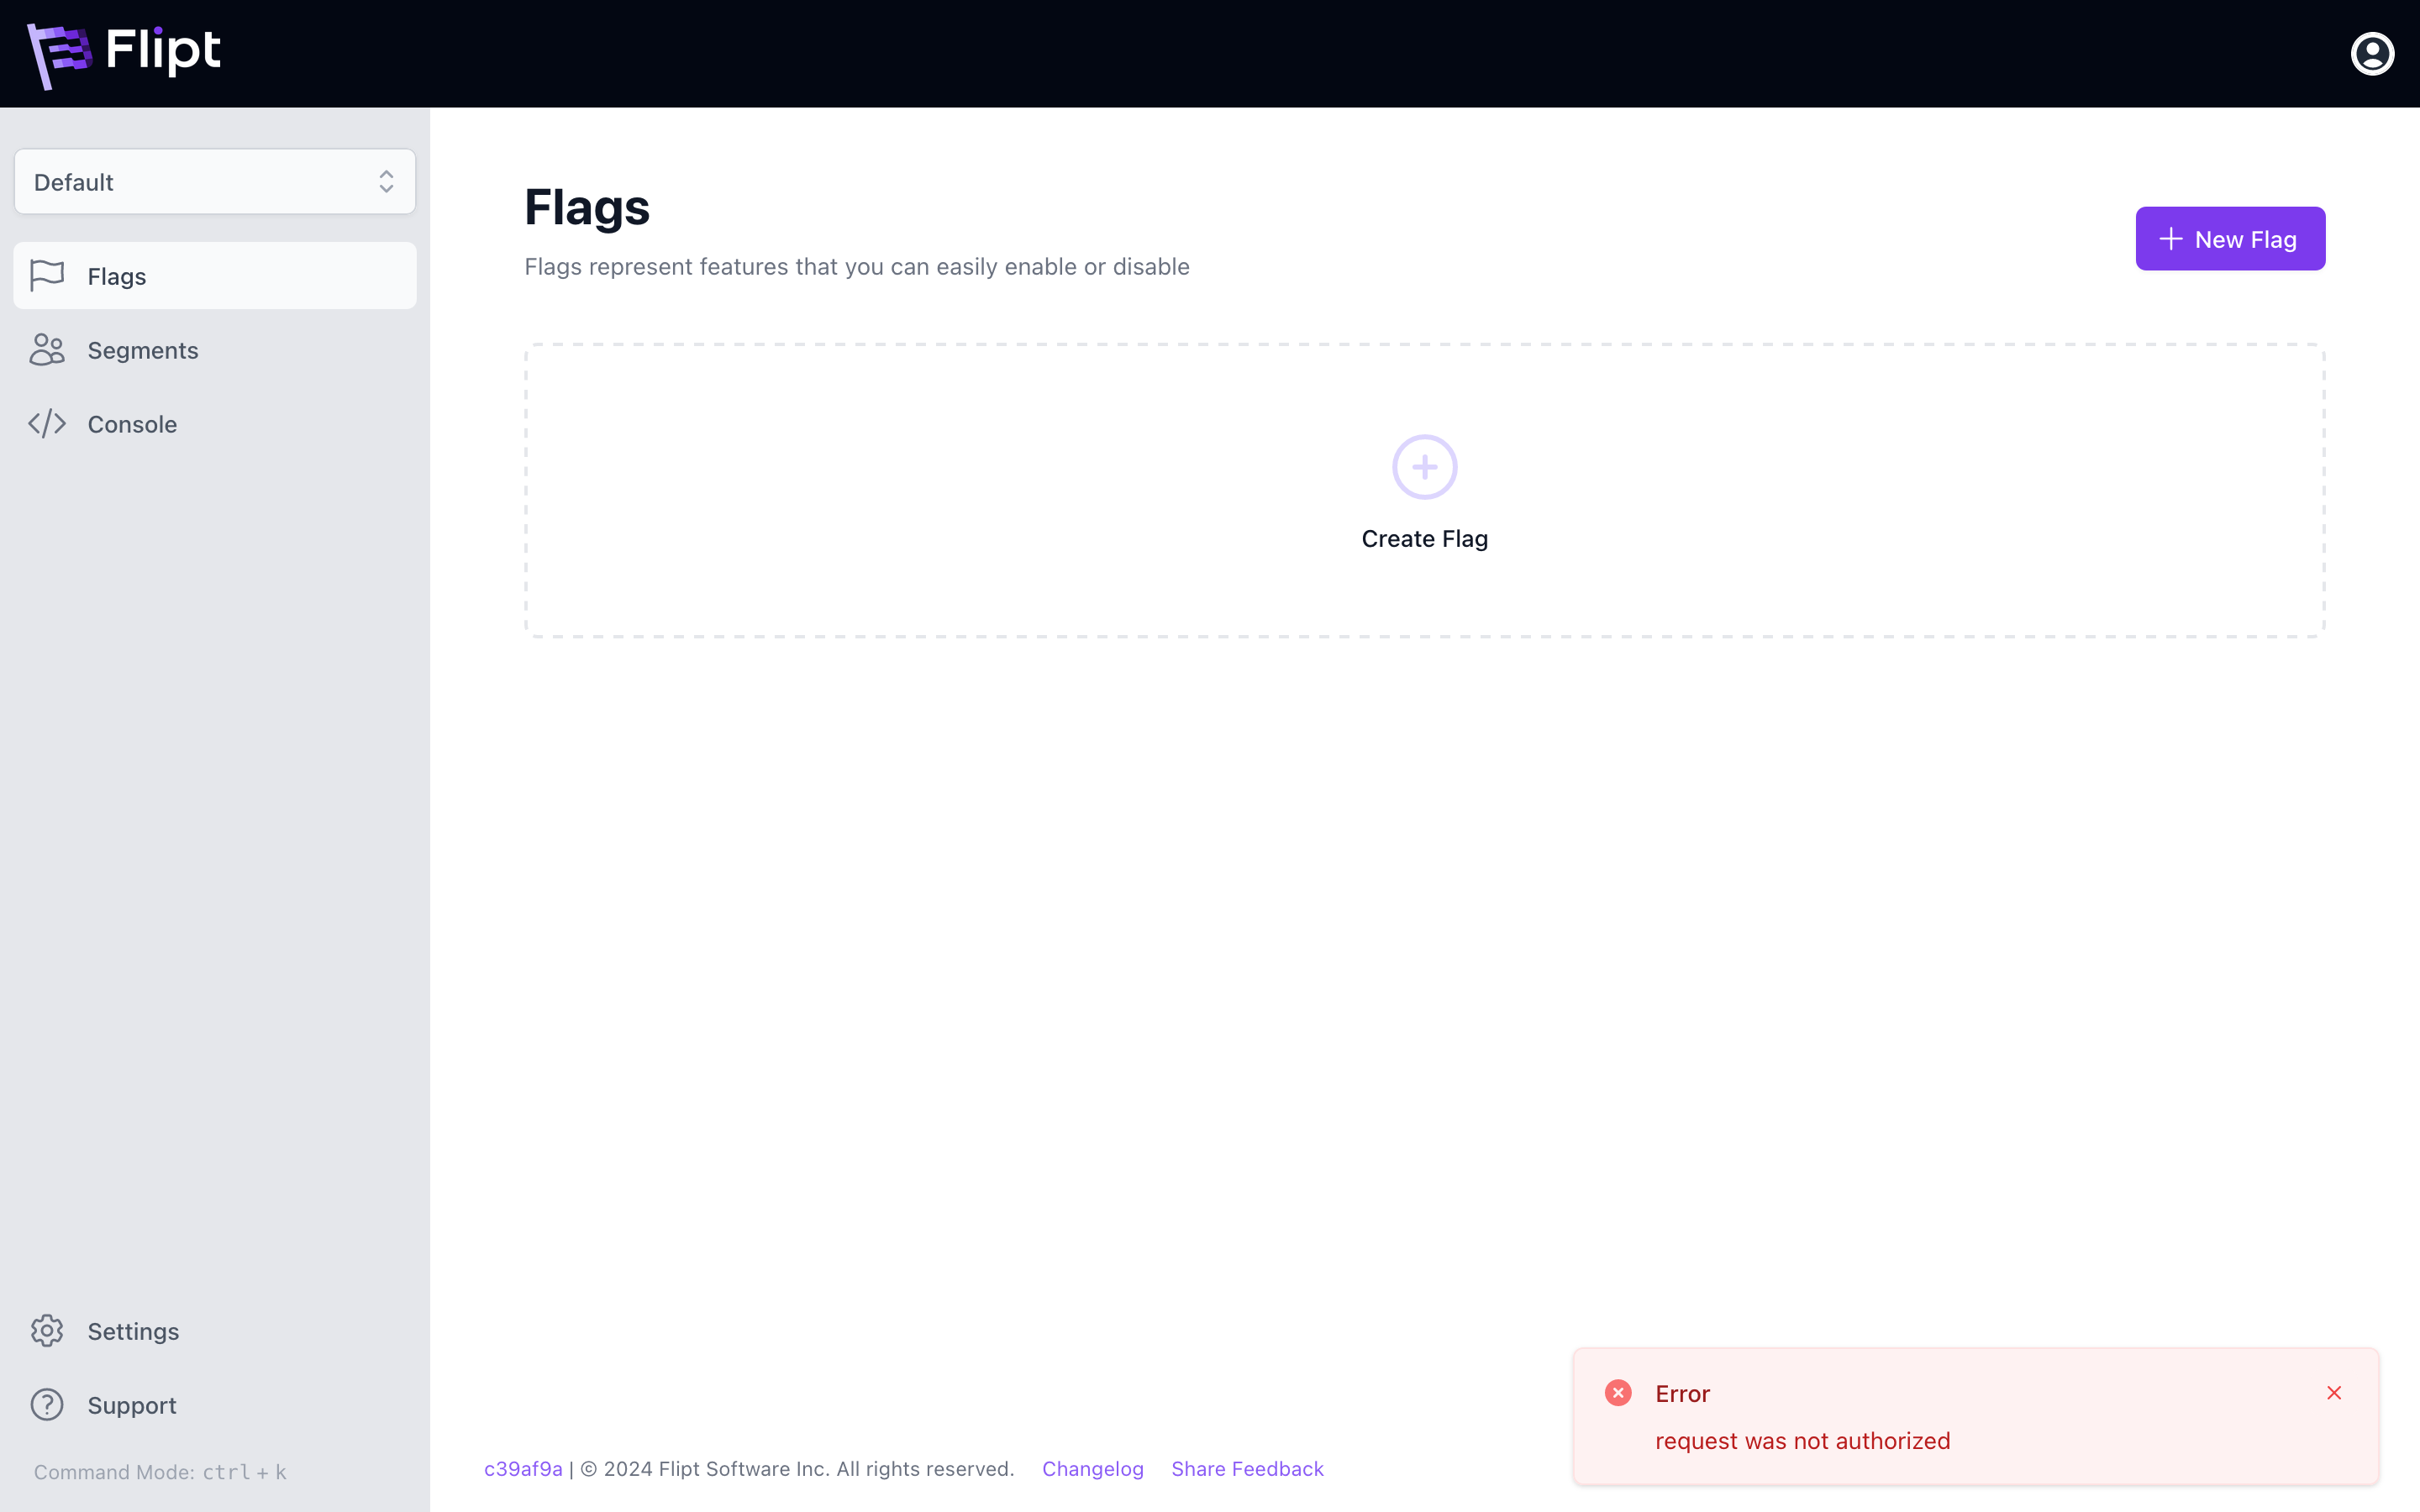 Flipt
Default
Flags
Segments
Console
Flags
Flags represent features that you can easily enable or disable
New Flag
Create Flag
Settings
Support
Command Mode: ctrl + k
Error
request was not authorized
c39af9a | © 2024 Flipt Software Inc. All rights reserved. Changelog Share Feedback